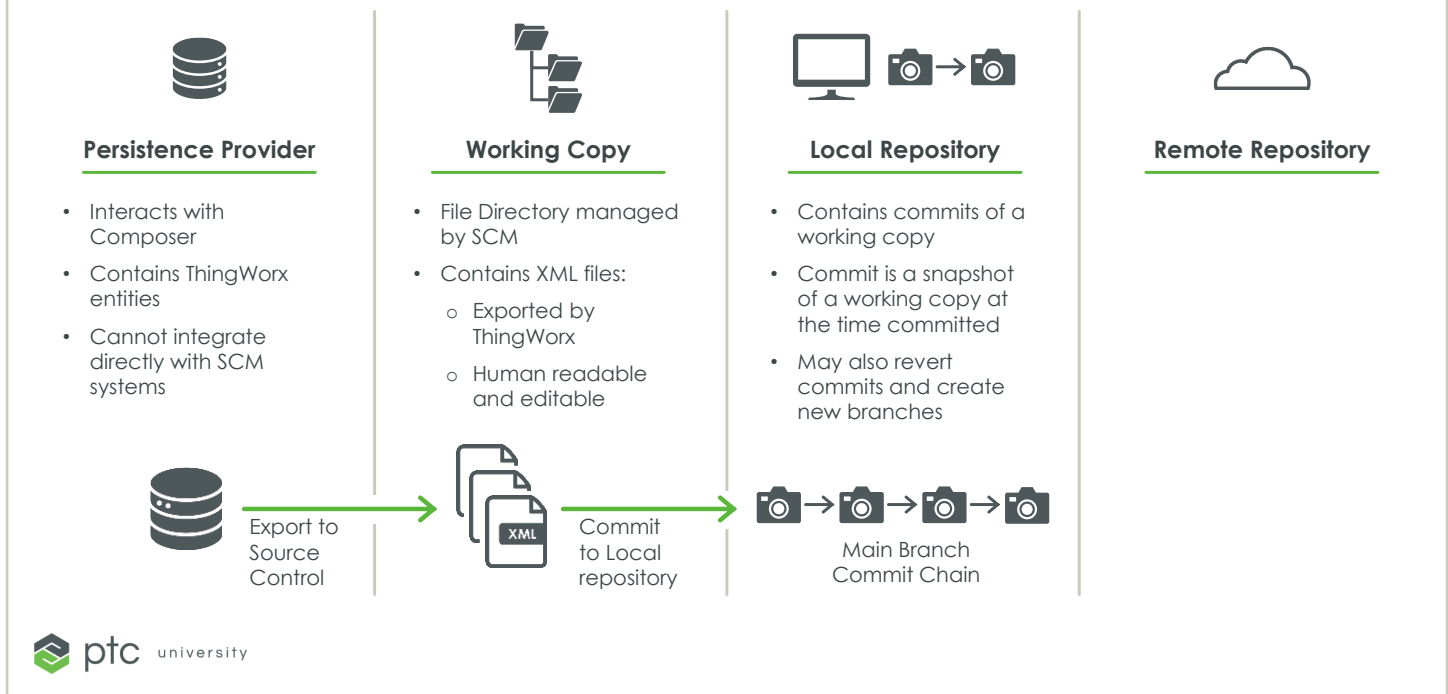 Persistence Provider
• Interacts with
Composer
• Contains ThingWorx
entities
• Cannot integrate
directly with SCM
systems
Export to
Source
Control
Working Copy
• File Directory managed
by SCM
• Contains XML files:
o Exported by
ThingWorx
o Human readable
and editable
XML
Commit
to Local
repository
Local Repository
• Contains commits of a
working copy
• Commit is a snapshot
of a working copy at
the time committed
• May also revert
commits and create
new branches
Main Branch
Commit Chain
Remote Repository
ptc university